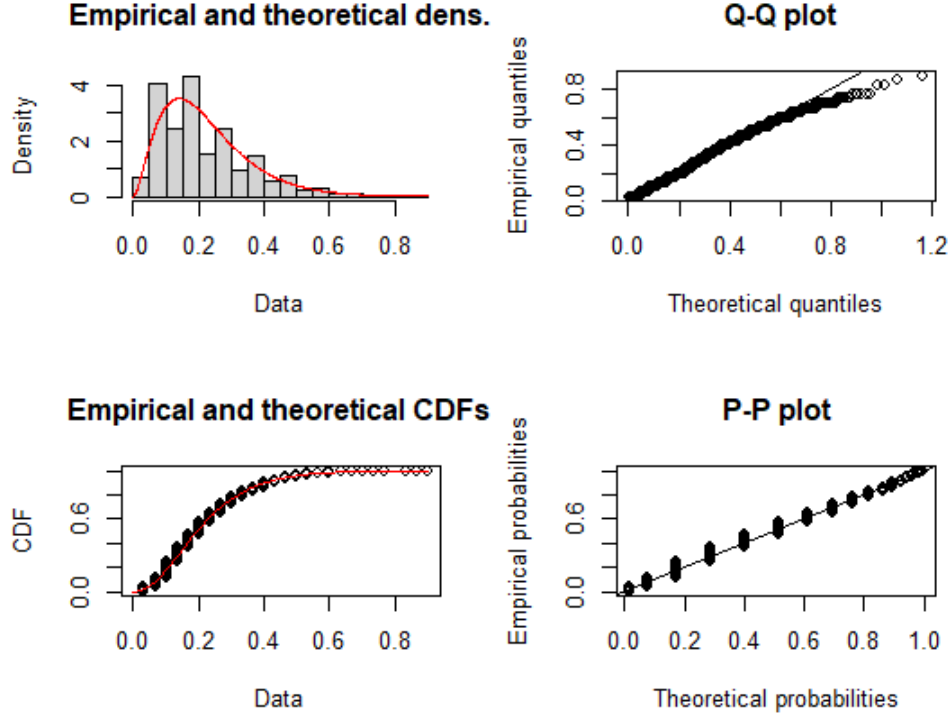 Empirical and theoretical dens.
Density
0 2 4
0.0 0.2 0.4 0.6 0.8
Data
Q-Q plot
Empirical quantiles
0.0 0.4 0.8
0.0 0.4 0.8 1.2
Theoretical quantiles
Empirical and theoretical CDFs
CDF
0.0 0.6
0.0 0.2 0.4 0.6 0.8
Data
P-P plot
Empirical probabilities
0.0 0.6
0.0 0.2 0.4 0.6 0.8 1.0
Theoretical probabilities